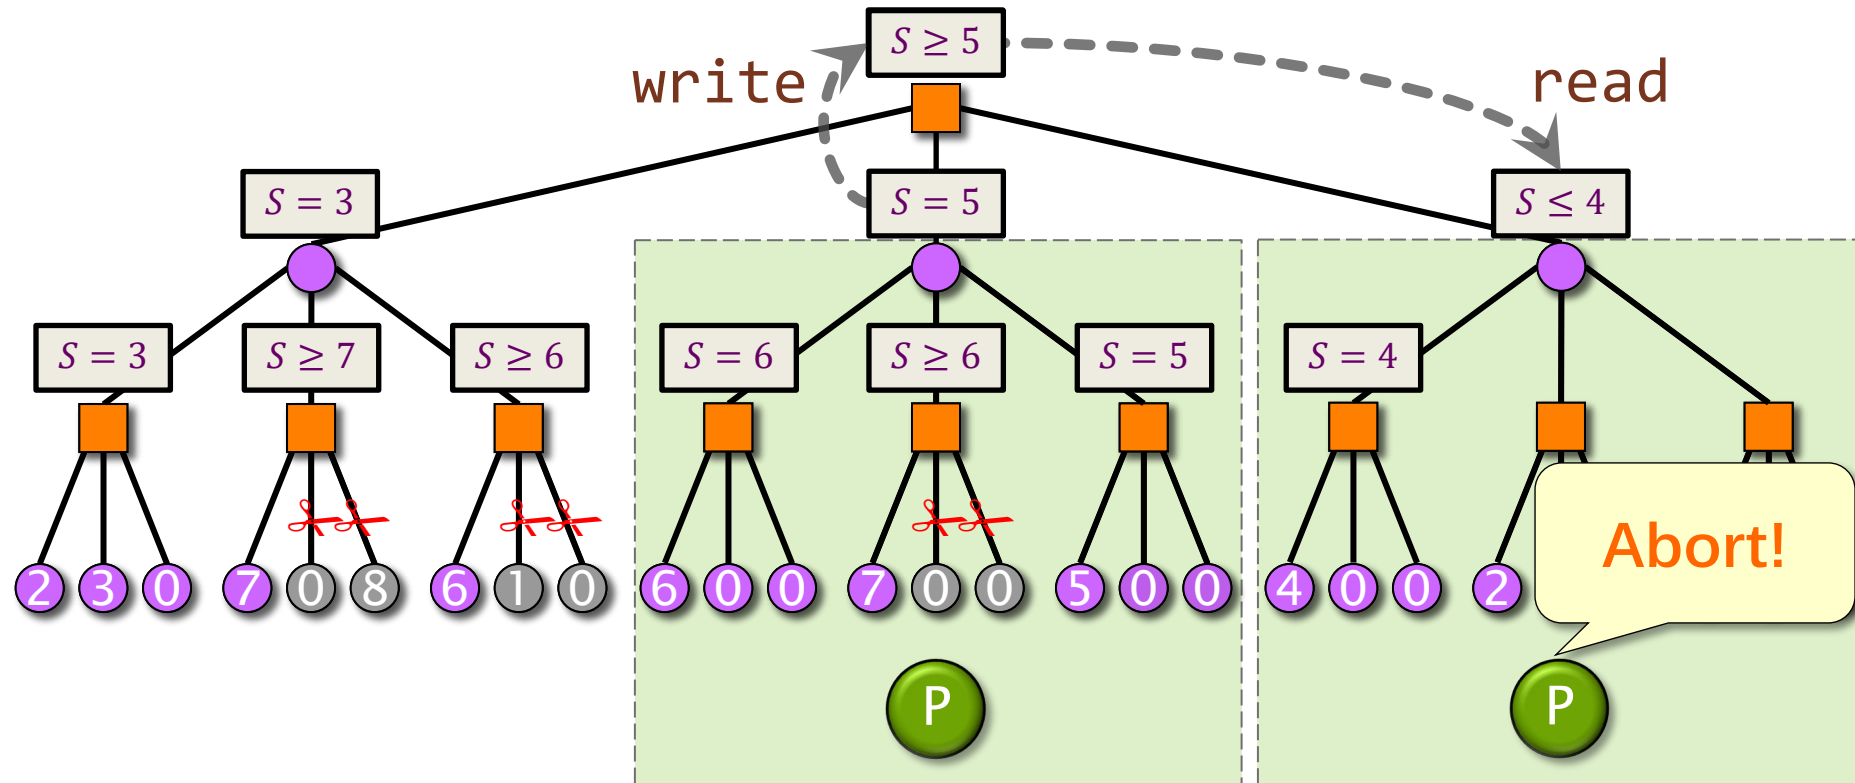 S ≥ 5
write
read
S = 3
S = 5
S ≤ 4
S = 3
S ≥ 7
S ≥ 6
S = 6
S ≥ 6
S = 5
S = 4
Abort!
2 3 0 7 0 8 6 1 0 6 0 0 7 0 0 5 0 0 4 0 0 2
P P